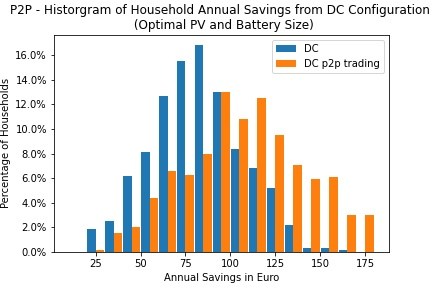 P2P - Historgram of Household Annual Savings from DC Configuration
(Optimal PV and Battery Size)
DC
DC p2p trading
Percentage of Households
16.0%
14.0%
12.0%
10.0%
8.0%
6.0%
4.0%
2.0%
0.0%
25 50 75 100 125 150 175
Annual Savings in Euro